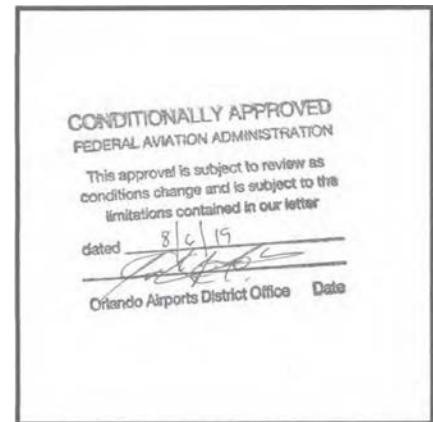 CONDITIONALLY APPROVED
FEDERAL AVIATION ADMINISTRATION
This approval is subject to review as
conditions change and is subject to the
limitations contained in our letter
dated 8/6/19
Orlando Airports District Office Date